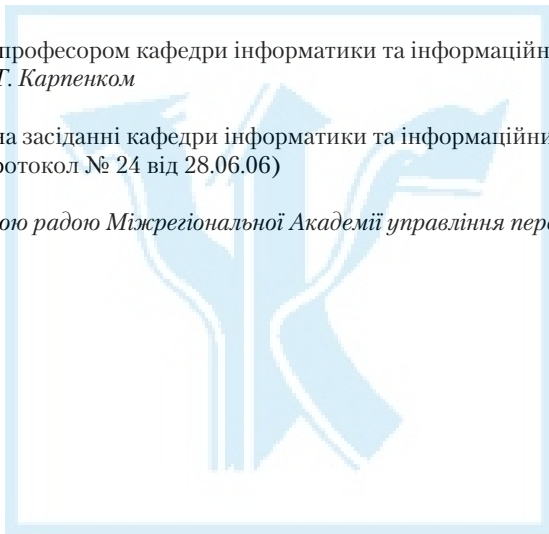 професором кафедри інформатики та інформаційн
Г. Карпенком
на засіданні кафедри інформатики та інформаційни
ротокол № 24 від 28.06.06)
ою радою Міжрегіональної Академії управління перс